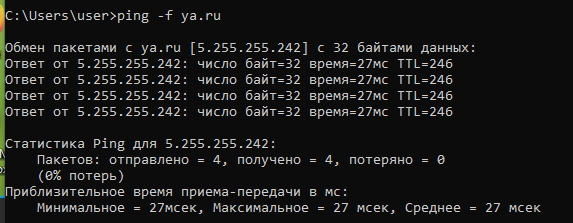 C:\Users\user>ping -f ya.ru
Обмен пакетами с ya.ru [5.255.255.242] с 32 байтами данных:
Ответ от 5.255.255.242: число байт=32 время=27мс TTL=246
Ответ от 5.255.255.242: число байт=32 время=27мс TTL=246
Ответ от 5.255.255.242: число байт=32 время=27мс TTL=246
Ответ от 5.255.255.242: число байт=32 время=27мс TTL=246
Статистика Ping для 5.255.255.242:
Пакетов: отправлено = 4, получено = 4, потеряно = 0
(0% потерь)
Приблизительное время приема-передачи в мс:
Минимальное = 27мсек, Максимальное = 27 мсек, Среднее = 27 мсек